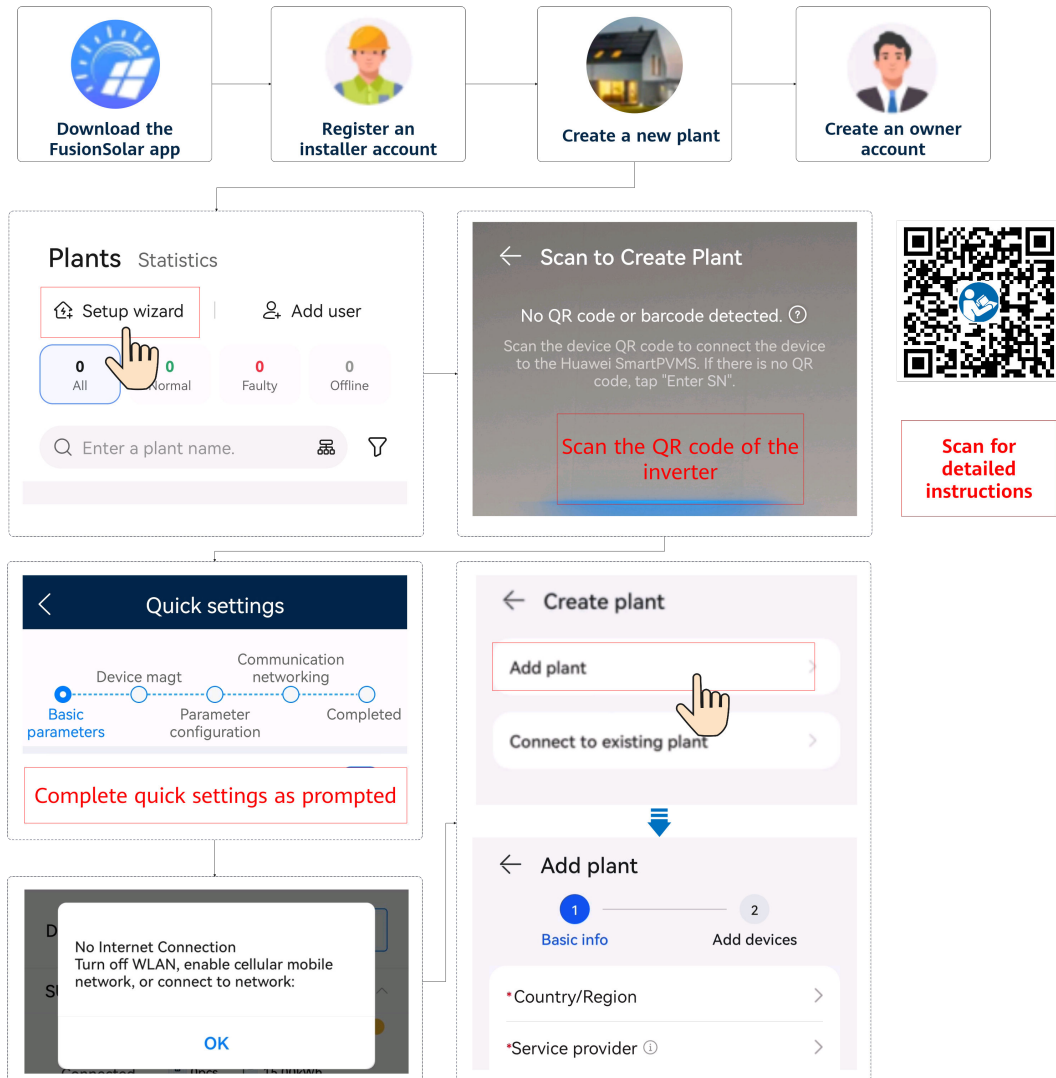 Download the
FusionSolar app
Register an
installer account
Create a new plant
Create an owner
account
Plants Statistics
Setup wizard
Add user
0
All
0
Normal
0
Faulty
0
Offline
Enter a plant name.
Scan to Create Plant
No QR code or barcode detected.
Scan the device QR code to connect the device
to the Huawei SmartPVMS. If there is no QR
code, tap "Enter SN".
Scan the QR code of the
inverter
Scan for
detailed
instructions
Quick settings
Basic
parameters
Device magt
Parameter
configuration
Communication
networking
Completed
Complete quick settings as prompted
No Internet Connection
Turn off WLAN, enable cellular mobile
network, or connect to network:
OK
Create plant
Add plant
Connect to existing plant
Add plant
1
Basic info
2
Add devices
*Country/Region
*Service provider